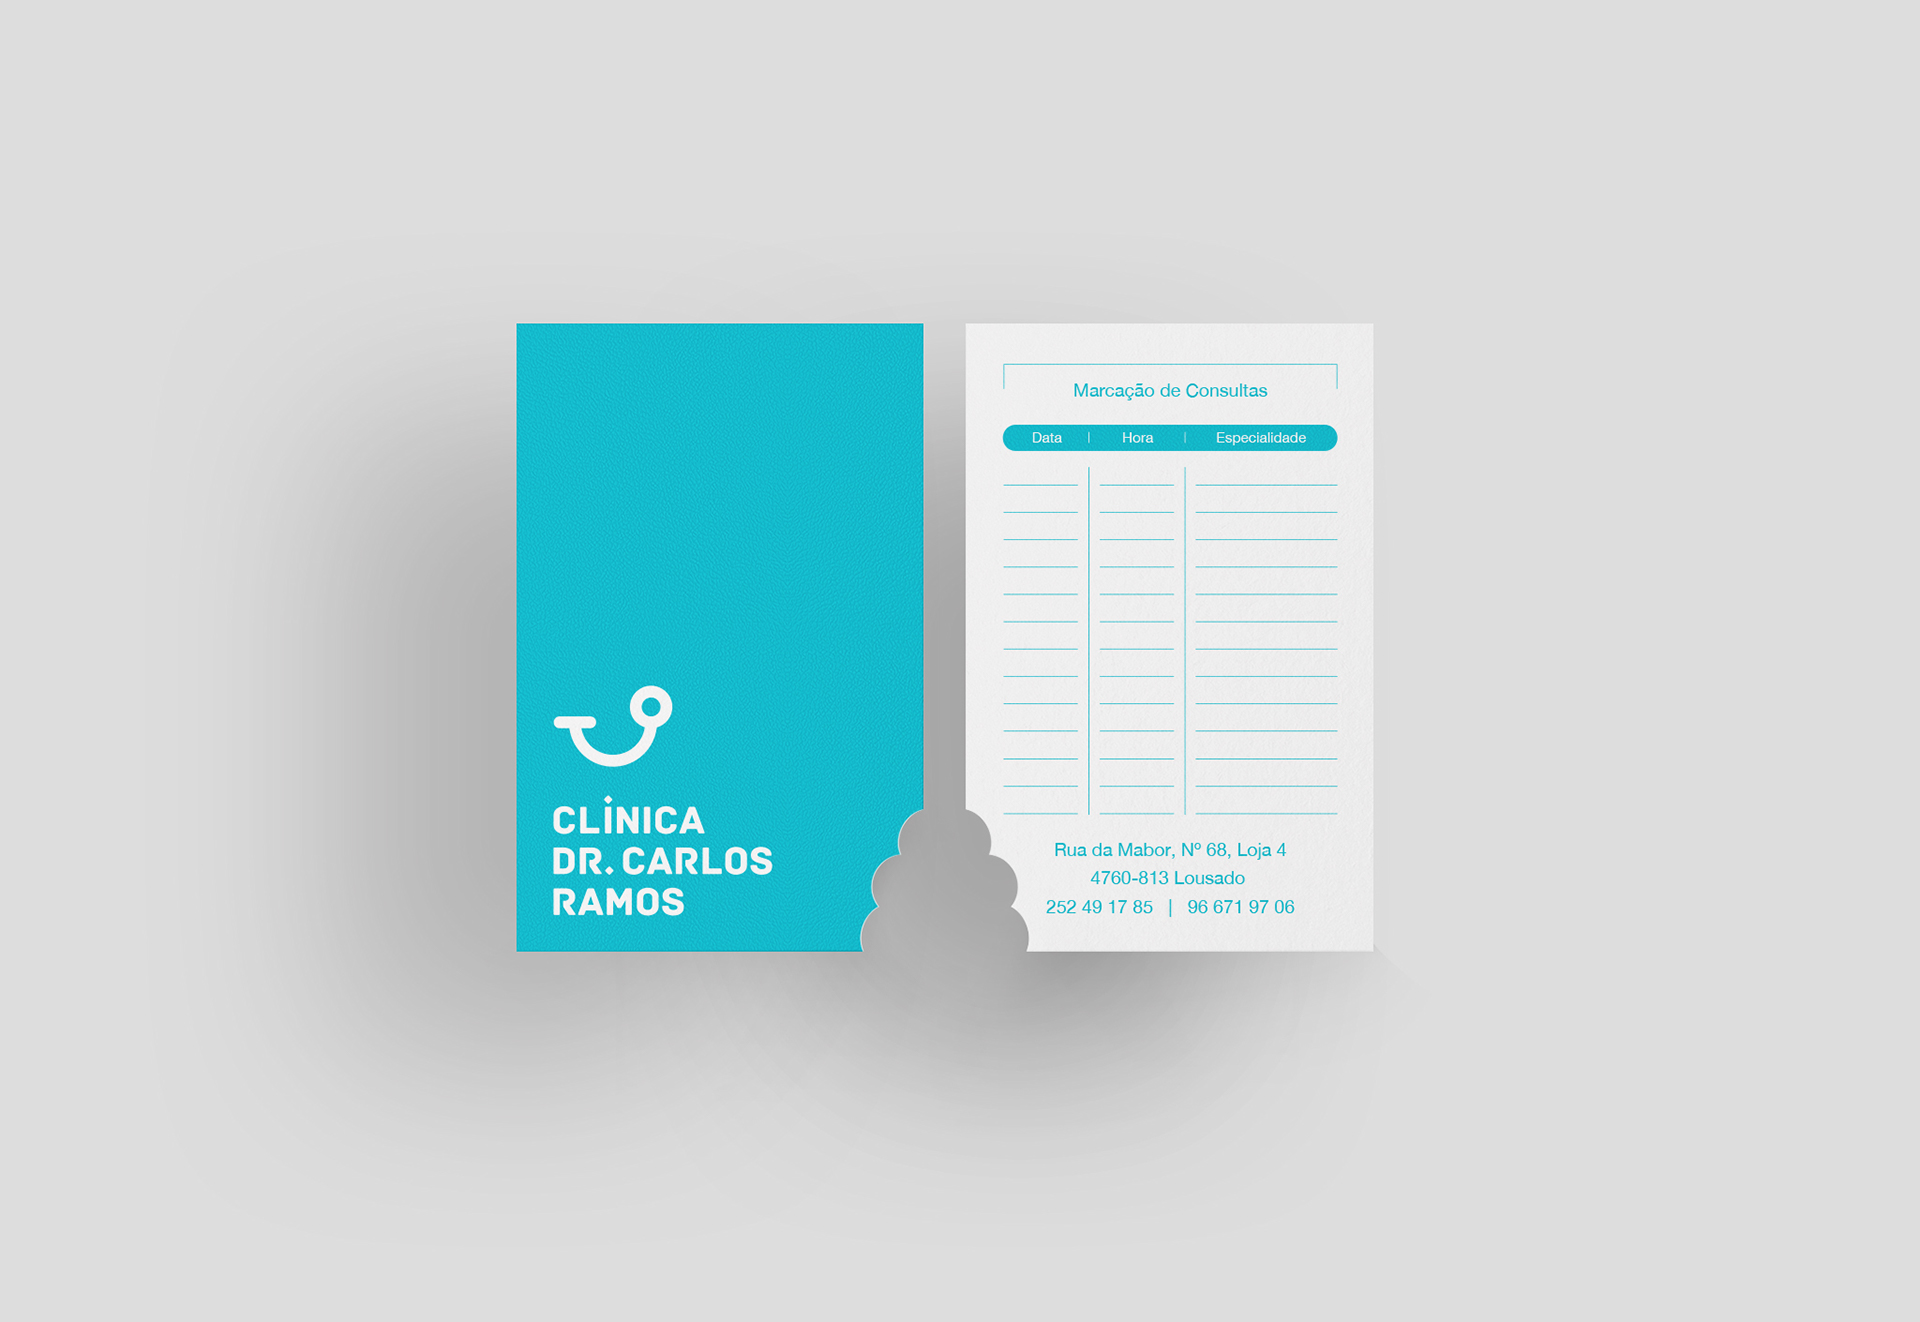 CLÍNICA
DR. CARLOS
RAMOS
Marcação de Consultas
Data | Hora | Especialidade
Rua da Mabor, Nº 68, Loja 4
4760-813 Lousado
252 49 17 85 | 96 671 97 06